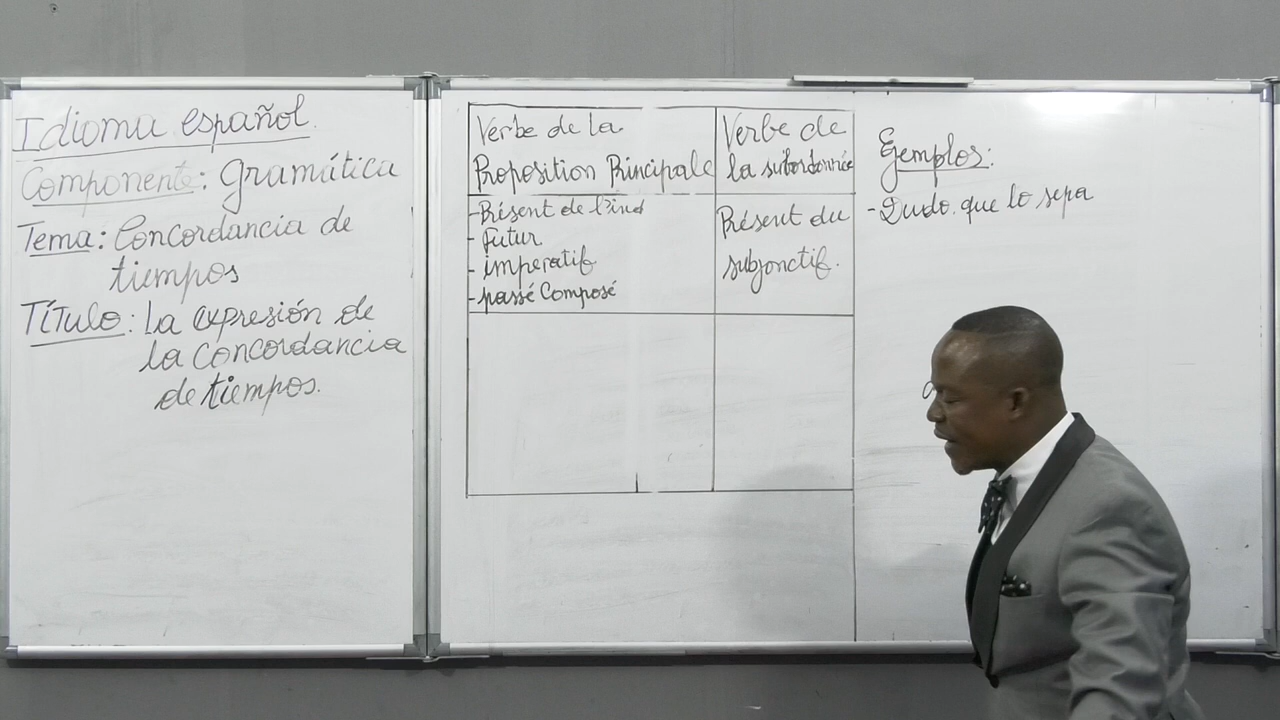 Idioma español.
Componente: gramática
Tema: Concordancia de
tiempos
Título: La expresión de
la concordancia
de tiempos.
Verbe de la
Proposition Principale
Verbe de
la subordonnée
-Présent de l'ind
- futur
- imperatif
- passé Composé
Présent du
subjonctif.
Ejemplos:
- Dudo que lo sepa